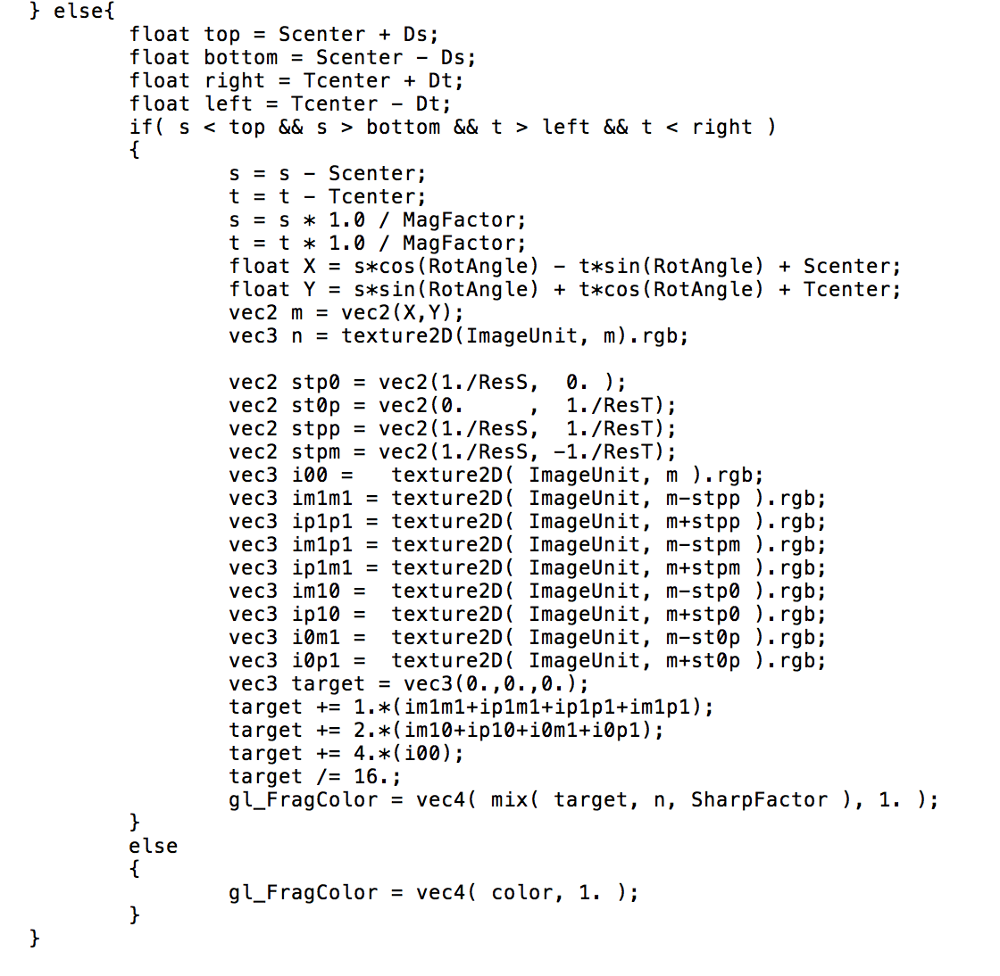 } else{
float top = Scenter + Ds;
float bottom = Scenter - Ds;
float right = Tcenter + Dt;
float left = Tcenter - Dt;
if( s < top && s > bottom && t > left && t < right )
{
s = s - Scenter;
t = t - Tcenter;
s = s * 1.0 / MagFactor;
t = t * 1.0 / MagFactor;
float X = s*cos(RotAngle) - t*sin(RotAngle) + Scenter;
float Y = s*sin(RotAngle) + t*cos(RotAngle) + Tcenter;
vec2 m = vec2(X,Y);
vec3 n = texture2D(ImageUnit, m).rgb;
vec2 stp0 = vec2(1./ResS,  0. );
vec2 st0p = vec2(0.     ,  1./ResT);
vec2 stpp = vec2(1./ResS,  1./ResT);
vec2 stpm = vec2(1./ResS, -1./ResT);
vec3 i00 =   texture2D( ImageUnit, m ).rgb;
vec3 im1m1 = texture2D( ImageUnit, m-stpp ).rgb;
vec3 ip1p1 = texture2D( ImageUnit, m+stpp ).rgb;
vec3 im1p1 = texture2D( ImageUnit, m-stpm ).rgb;
vec3 ip1m1 = texture2D( ImageUnit, m+stpm ).rgb;
vec3 im10 =  texture2D( ImageUnit, m-stp0 ).rgb;
vec3 ip10 =  texture2D( ImageUnit, m+stp0 ).rgb;
vec3 i0m1 =  texture2D( ImageUnit, m-st0p ).rgb;
vec3 i0p1 =  texture2D( ImageUnit, m+st0p ).rgb;
vec3 target = vec3(0.,0.,0.);
target += 1.*(im1m1+ip1m1+ip1p1+im1p1);
target += 2.*(im10+ip10+i0m1+i0p1);
target += 4.*(i00);
target /= 16.;
gl_FragColor = vec4( mix( target, n, SharpFactor ), 1. );
}
else
{
gl_FragColor = vec4( color, 1. );
}
}